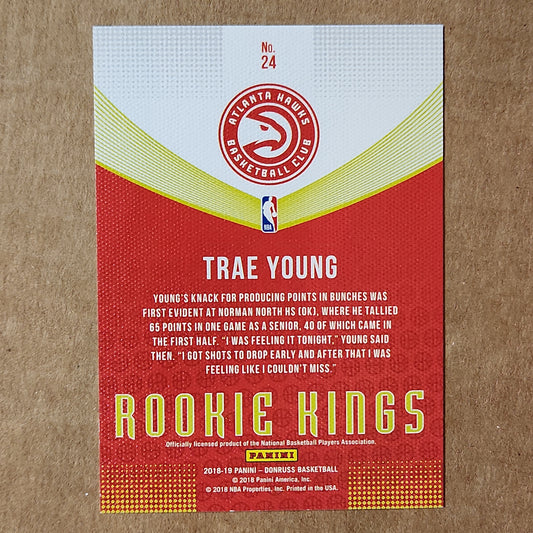 No.
24
ATLANTA HAWKS
BASKETBALL CLUB
NBA
TRAE YOUNG
YOUNG'S KNACK FOR PRODUCING POINTS IN BUNCHES WAS
FIRST EVIDENT AT NORMAN NORTH HS (OK), WHERE HE TALLIED
65 POINTS IN ONE GAME AS A SENIOR, 40 OF WHICH CAME IN
THE FIRST HALF. "I WAS FEELING IT TONIGHT," YOUNG SAID
THEN. "I GOT SHOTS TO DROP EARLY AND AFTER THAT I WAS
FEELING LIKE I COULDN'T MISS."
ROOKIE KINGS
Officially licensed product of the National Basketball Players Association.
PANINI
2018-19 PANINI – DONRUSS BASKETBALL
© 2018 Panini America, Inc.
© 2018 NBA Properties, Inc. Printed in the USA.